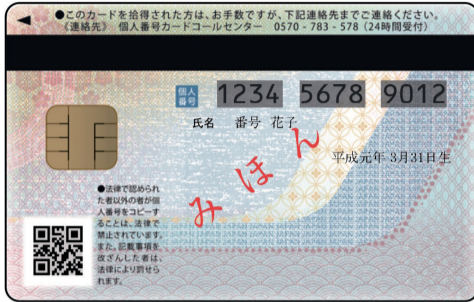 ●このカードを拾得された方は、お手数ですが、下記連絡先までご連絡ください。
《連絡先》 個人番号カードコールセンター 0570-783-578 (24時間受付)
個人番号 1234 5678 9012
氏名 番号 花子
平成元年 3月31日生
みほん
●法律で認められ
た者以外の者が個
人番号をコピーす
ることは、法律で
禁止されています。
また、記載事項を
改ざんした者は、
法律により罰せら
れます。